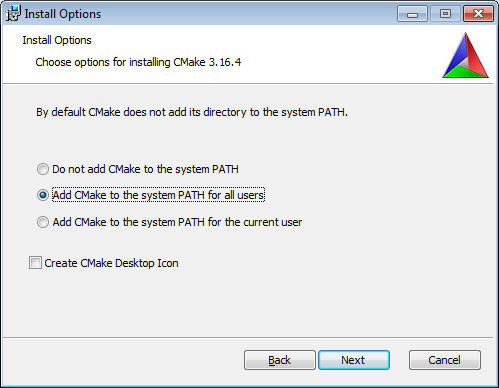 Install Options
Install Options
Choose options for installing CMake 3.16.4
By default CMake does not add its directory to the system PATH.
Do not add CMake to the system PATH
Add CMake to the system PATH for all users
Add CMake to the system PATH for the current user
Create CMake Desktop Icon
Back Next Cancel